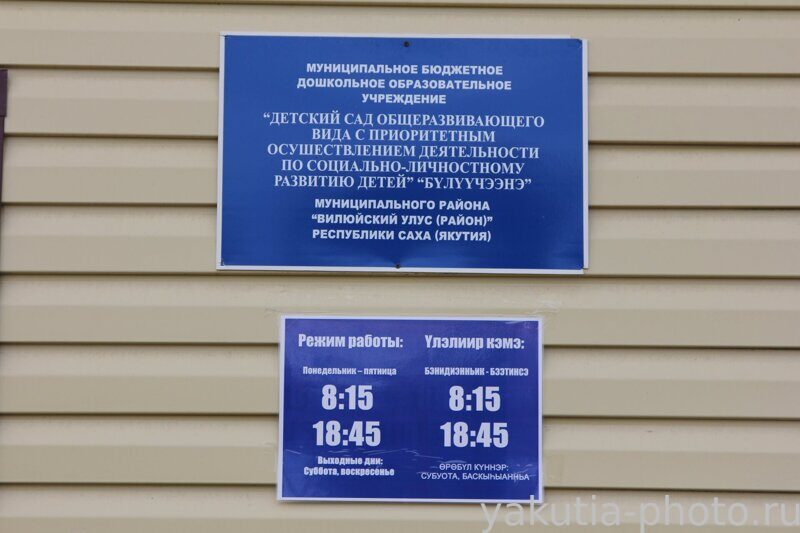 МУНИЦИПАЛЬНОЕ БЮДЖЕТНОЕ
ДОШКОЛЬНОЕ ОБРАЗОВАТЕЛЬНОЕ
УЧРЕЖДЕНИЕ
“ДЕТСКИЙ САД ОБЩЕРАЗВИВАЮЩЕГО
ВИДА С ПРИОРИТЕТНЫМ
ОСУШЕСТВЛЕНИЕМ ДЕЯТЕЛЬНОСТИ
ПО СОЦИАЛЬНО-ЛИЧНОСТНОМУ
РАЗВИТИЮ ДЕТЕЙ” “БҮЛҮҮЧЭЭНЭ”
МУНИЦИПАЛЬНОГО РАЙОНА
“ВИЛЮЙСКИЙ УЛУС (РАЙОН)”
РЕСПУБЛИКИ САХА (ЯКУТИЯ)
Режим работы:
Понедельник – пятница
8:15
18:45
Выходные дни:
Суббота, воскресенье
Үлэлиир кэмэ:
БЭНИДИЭННЬИК - БЭЭТИНСЭ
8:15
18:45
ӨРӨБҮЛ КҮННЭР:
СУБУОТА, БАСКЫҺЫАННЬА
yakutia-photo.ru